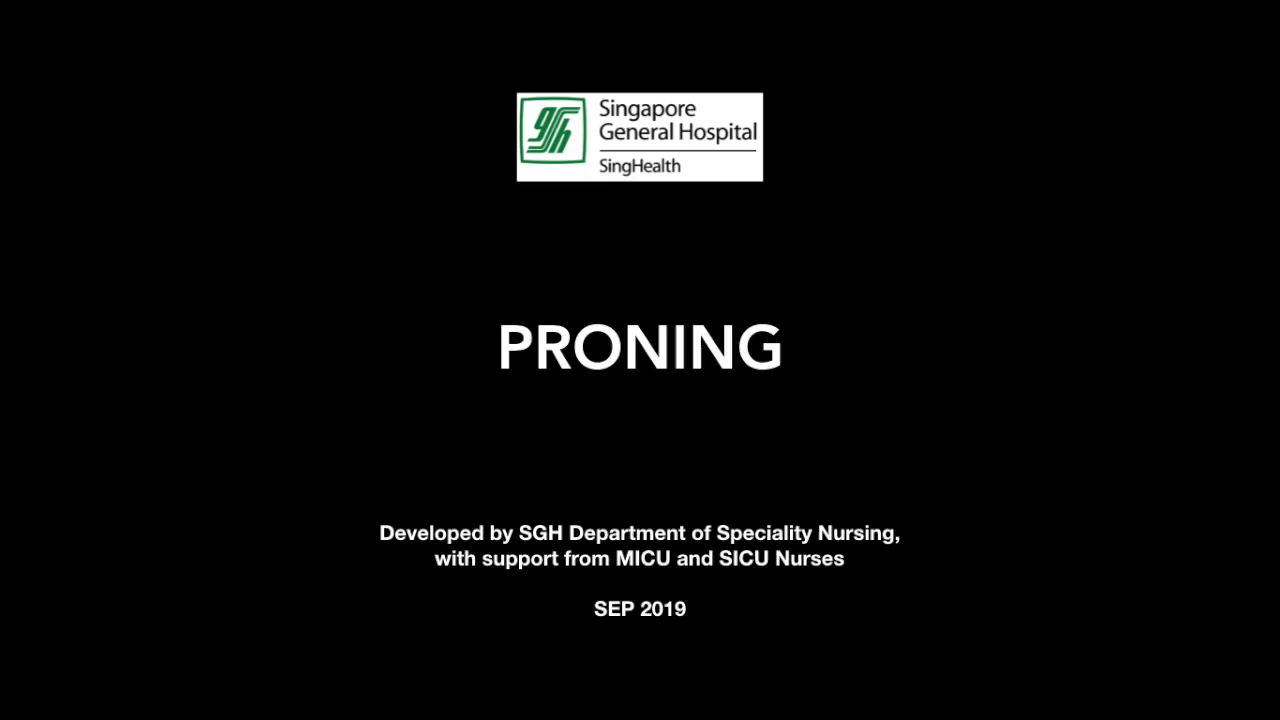 gsh
Singapore
General Hospital
SingHealth
PRONING
Developed by SGH Department of Speciality Nursing,
with support from MICU and SICU Nurses
SEP 2019